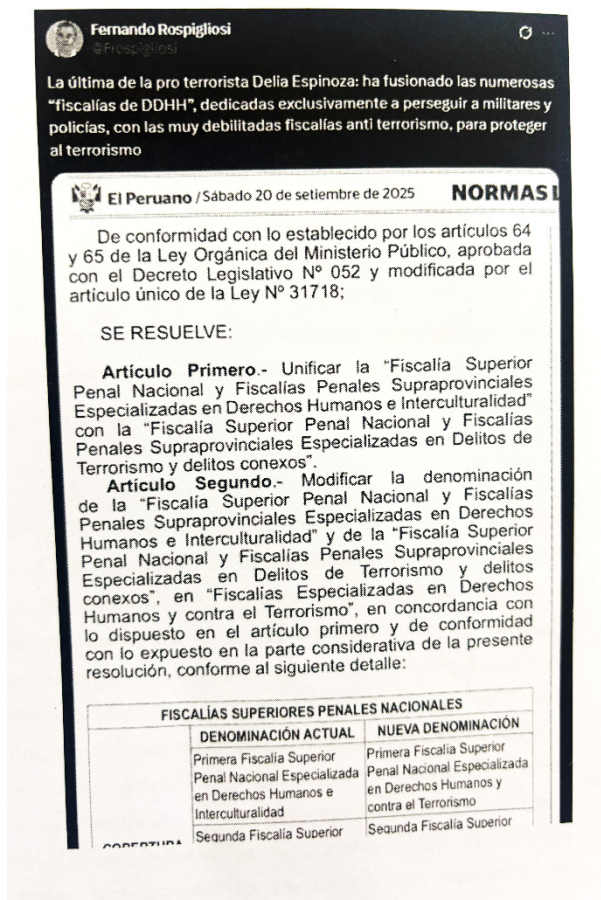 Fernando Rospigliosi
@Frospigliosi
La última de la pro terrorista Delia Espinoza: ha fusionado las numerosas
“fiscalías de DDHH”, dedicadas exclusivamente a perseguir a militares y
policías, con las muy debilitadas fiscalías anti terrorismo, para proteger
al terrorismo
El Peruano / Sábado 20 de setiembre de 2025 NORMAS L
De conformidad con lo establecido por los artículos 64
y 65 de la Ley Orgánica del Ministerio Público, aprobada
con el Decreto Legislativo Nº 052 y modificada por el
artículo único de la Ley Nº 31718;
SE RESUELVE:
Artículo Primero.- Unificar la “Fiscalía Superior
Penal Nacional y Fiscalías Penales Supraprovinciales
Especializadas en Derechos Humanos e Interculturalidad”
con la “Fiscalía Superior Penal Nacional y Fiscalías
Penales Supraprovinciales Especializadas en Delitos de
Terrorismo y delitos conexos”.
Artículo Segundo.- Modificar la denominación
de la “Fiscalía Superior Penal Nacional y Fiscalías
Penales Supraprovinciales Especializadas en Derechos
Humanos e Interculturalidad” y de la “Fiscalía Superior
Penal Nacional y Fiscalías Penales Supraprovinciales
Especializadas en Delitos de Terrorismo y delitos
conexos”, en “Fiscalías Especializadas en Derechos
Humanos y contra el Terrorismo”, en concordancia con
lo dispuesto en el artículo primero y de conformidad
con lo expuesto en la parte considerativa de la presente
resolución, conforme al siguiente detalle:
FISCALÍAS SUPERIORES PENALES NACIONALES
DENOMINACIÓN ACTUAL
NUEVA DENOMINACIÓN
Primera Fiscalía Superior
Penal Nacional Especializada
en Derechos Humanos e
Interculturalidad
Primera Fiscalía Superior
Penal Nacional Especializada
en Derechos Humanos y
contra el Terrorismo
COBERTURA
Segunda Fiscalía Superior
Segunda Fiscalía Superior